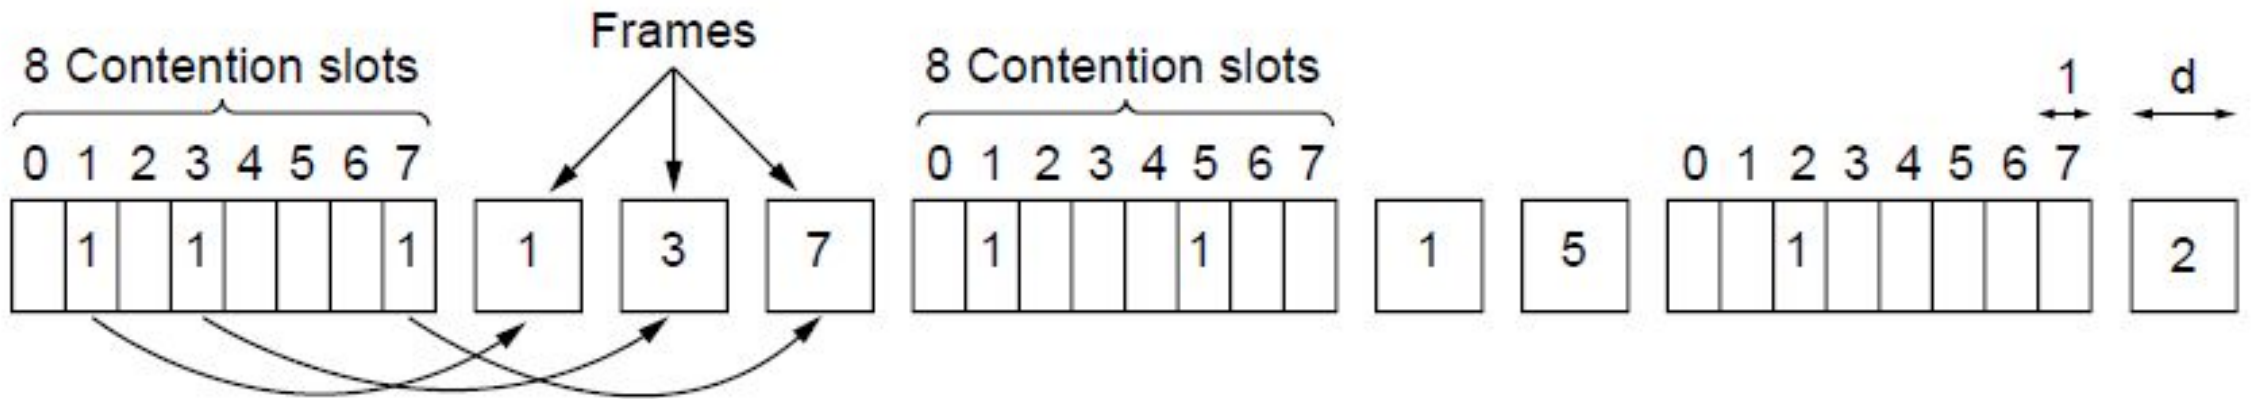 Frames
8 Contention slots
8 Contention slots
1 d
0 1 2 3 4 5 6 7
0 1 2 3 4 5 6 7
0 1 2 3 4 5 6 7
1 1 1
1 3 7
1 1
1 5
1
2